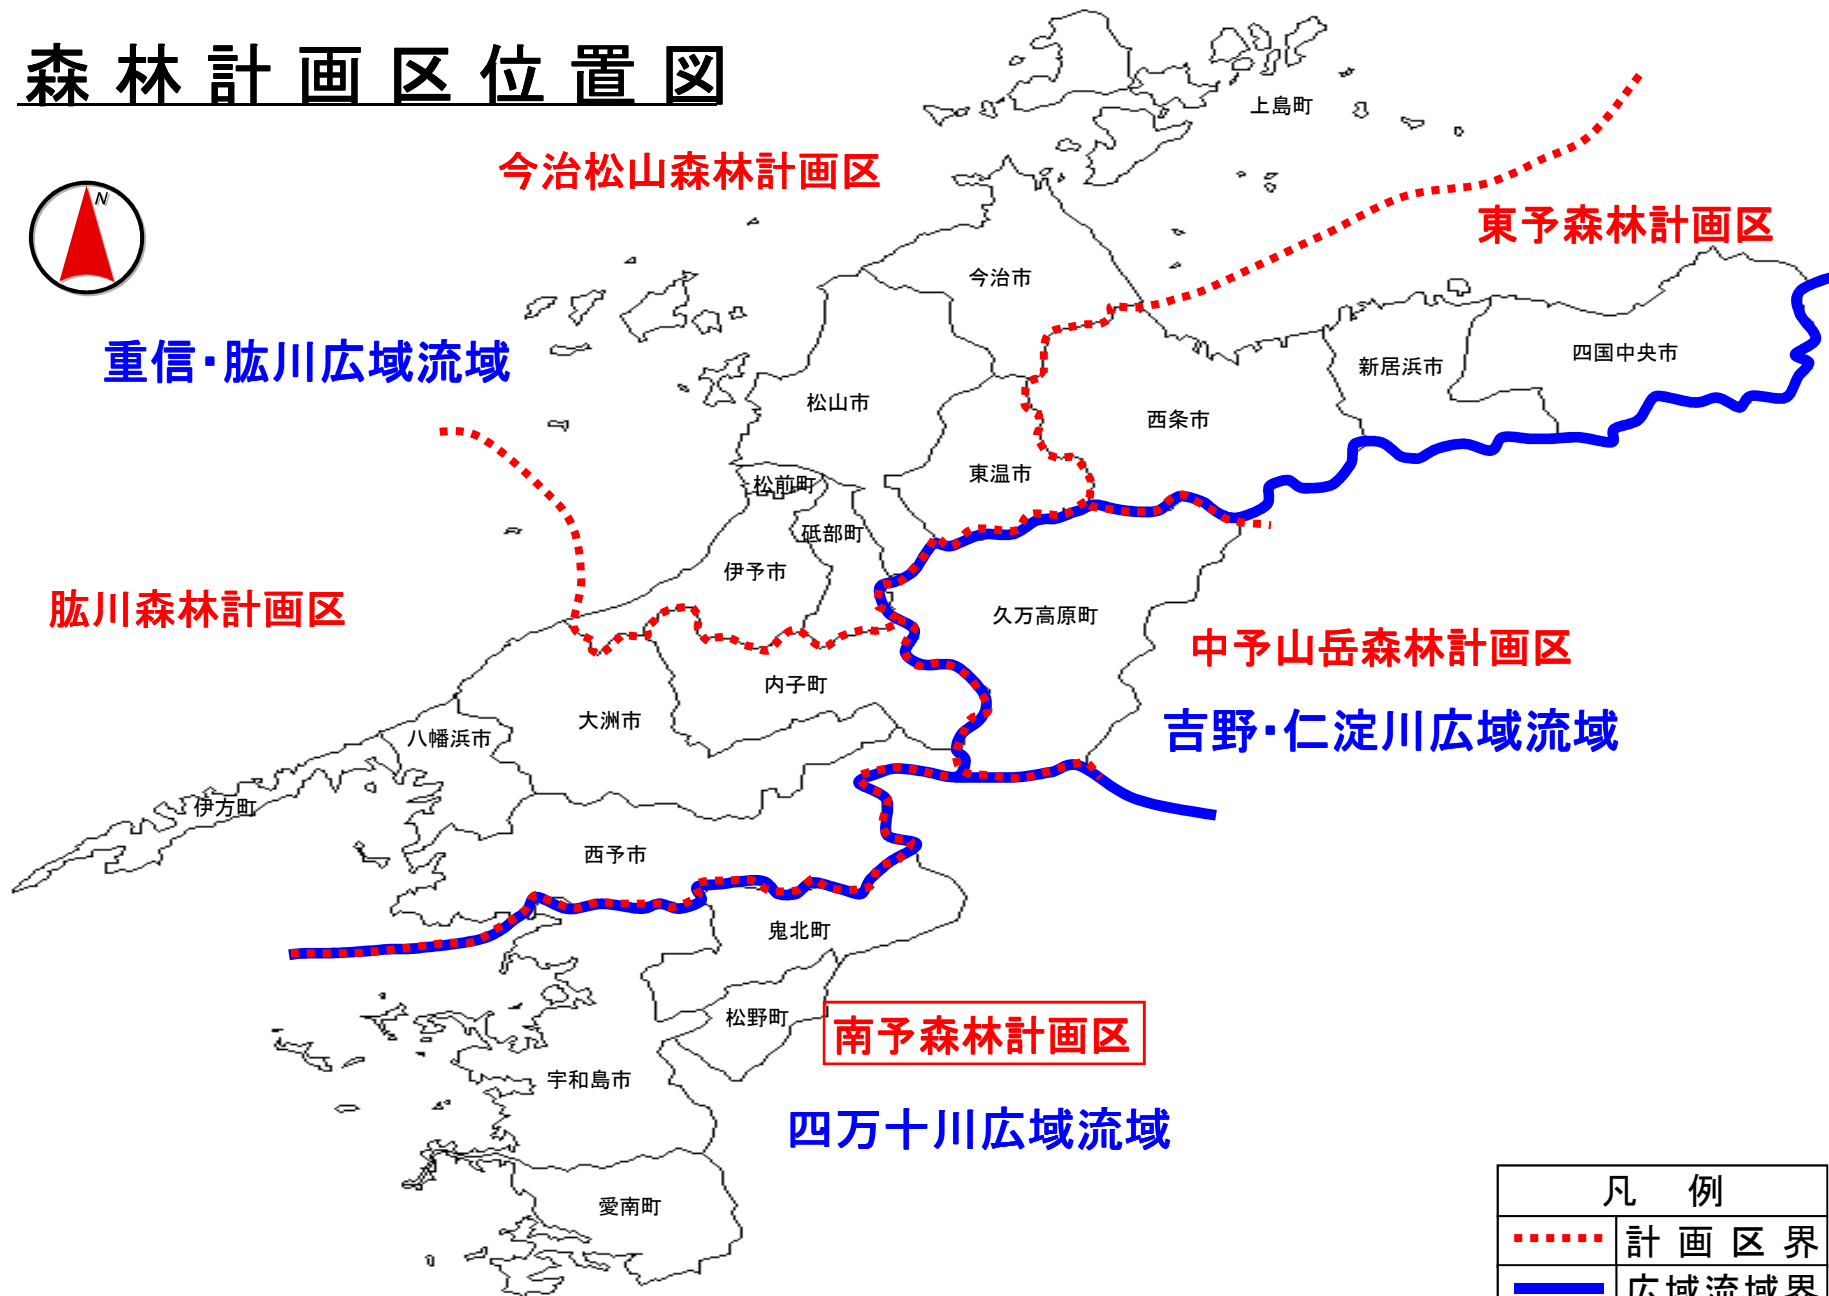 森林計画区位置図
N
上島町
今治松山森林計画区
東予森林計画区
今治市
重信・肱川広域流域
四国中央市
新居浜市
松山市
西条市
東温市
松前町
砥部町
伊予市
肱川森林計画区
久万高原町
中予山岳森林計画区
内子町
大洲市
吉野・仁淀川広域流域
八幡浜市
伊方町
西予市
鬼北町
松野町
南予森林計画区
宇和島市
四万十川広域流域
愛南町
凡 例
計画区界
広域流域界